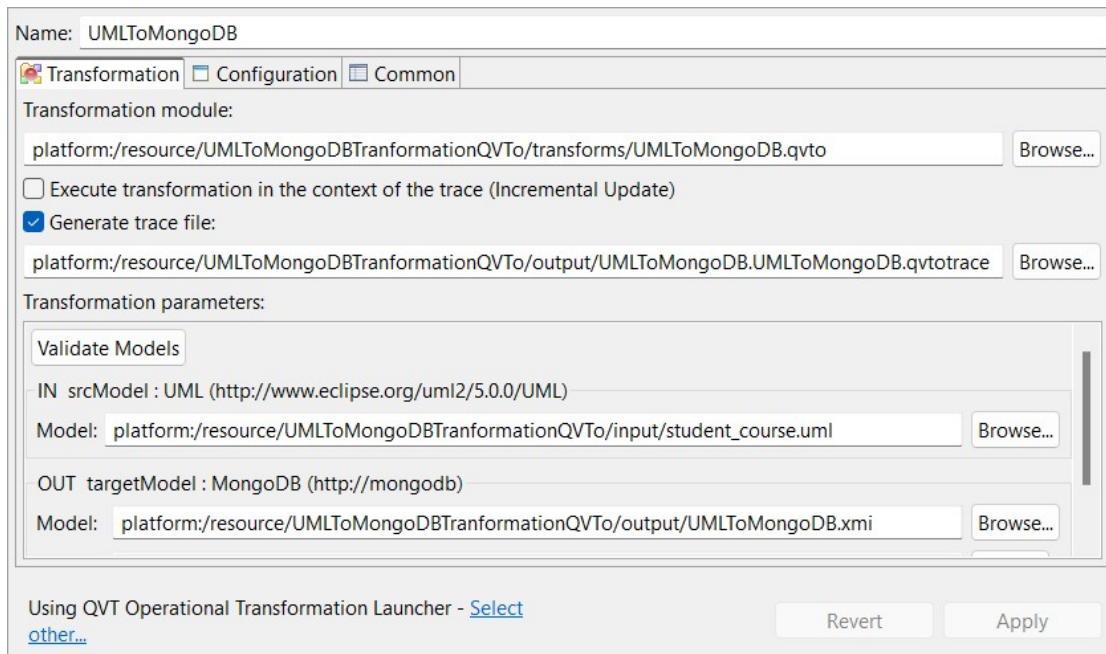 Name: UMLToMongoDB
Transformation Configuration Common
Transformation module:
platform:/resource/UMLToMongoDBTranformationQVTo/transforms/UMLToMongoDB.qvto Browse...
Execute transformation in the context of the trace (Incremental Update)
Generate trace file:
platform:/resource/UMLToMongoDBTranformationQVTo/output/UMLToMongoDB.UMLToMongoDB.qvtotrace Browse...
Transformation parameters:
Validate Models
IN srcModel : UML (http://www.eclipse.org/uml2/5.0.0/UML)
Model: platform:/resource/UMLToMongoDBTranformationQVTo/input/student_course.uml Browse...
OUT targetModel : MongoDB (http://mongodb)
Model: platform:/resource/UMLToMongoDBTranformationQVTo/output/UMLToMongoDB.xmi Browse...
Using QVT Operational Transformation Launcher - Select
other...
Revert Apply